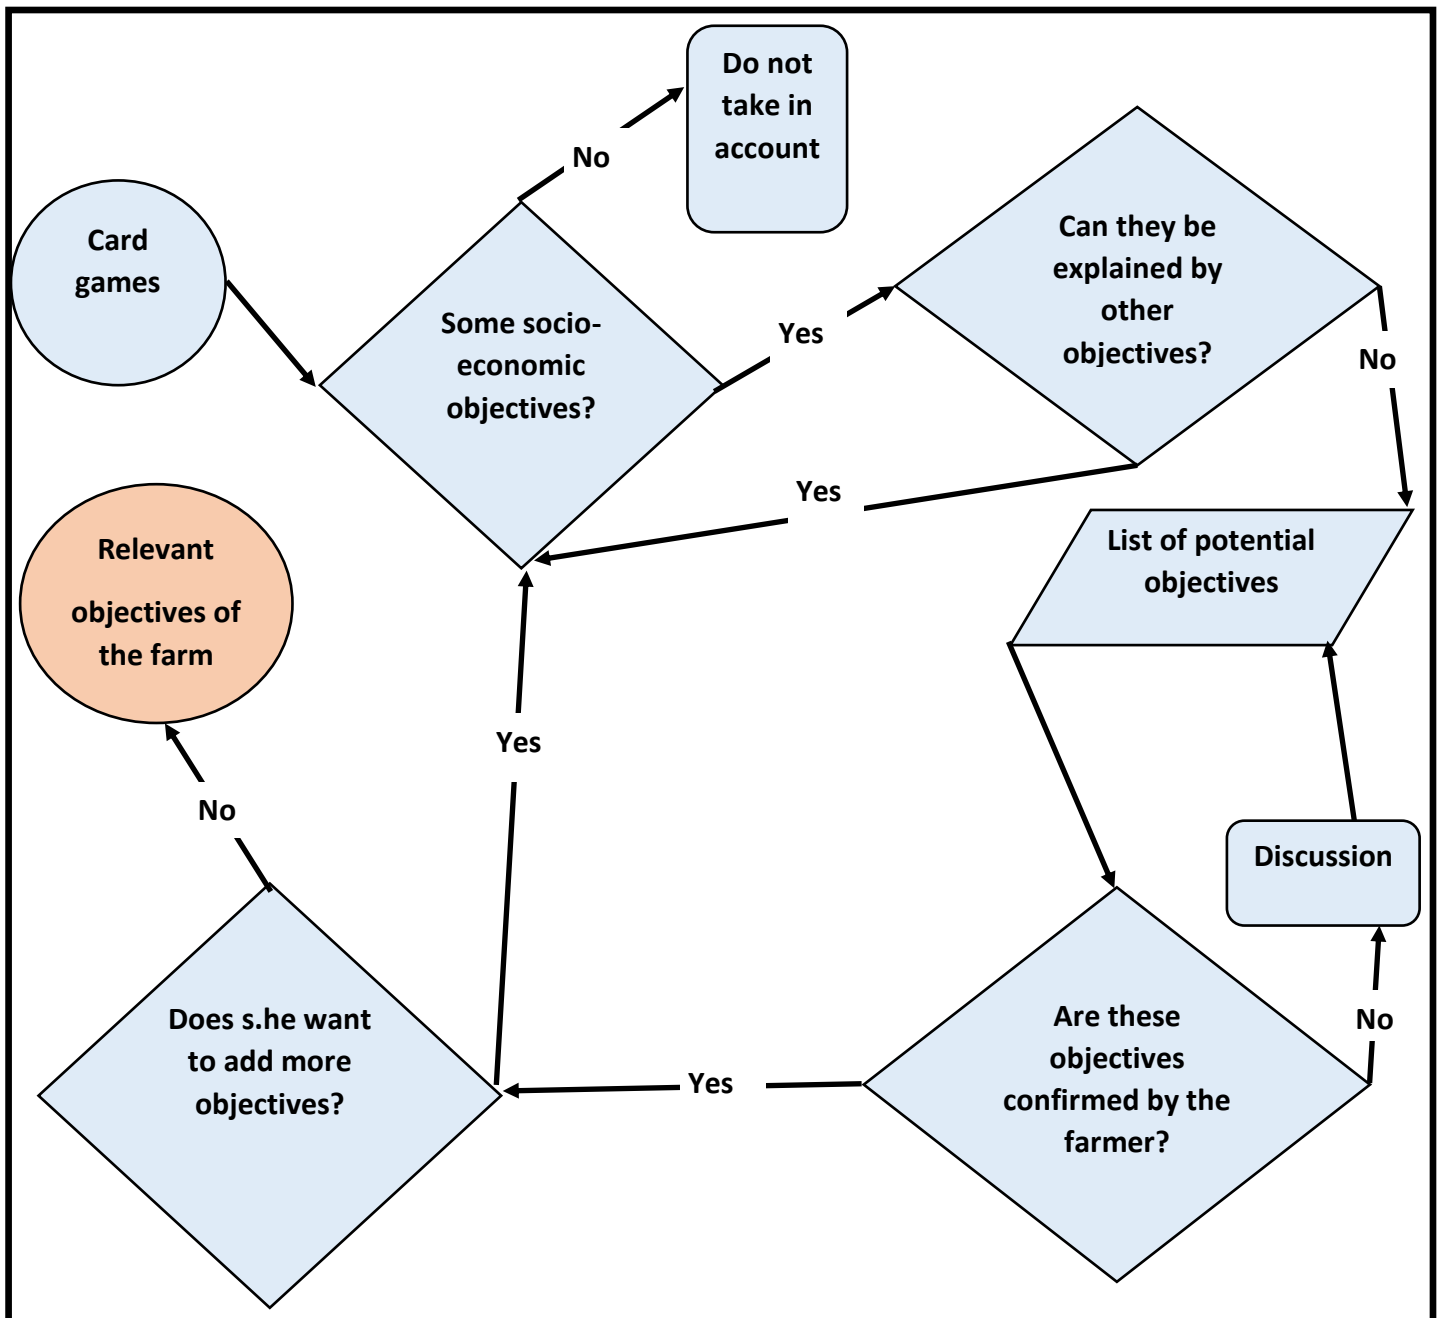 Do not
take in
account
No
Card
games
Some socio-
economic
objectives?
Yes
Can they be
explained by
other
objectives?
No
Yes
List of potential
objectives
Relevant
objectives of
the farm
Yes
No
Discussion
Does s.he want
to add more
objectives?
Yes
Are these
objectives
confirmed by the
farmer?
No